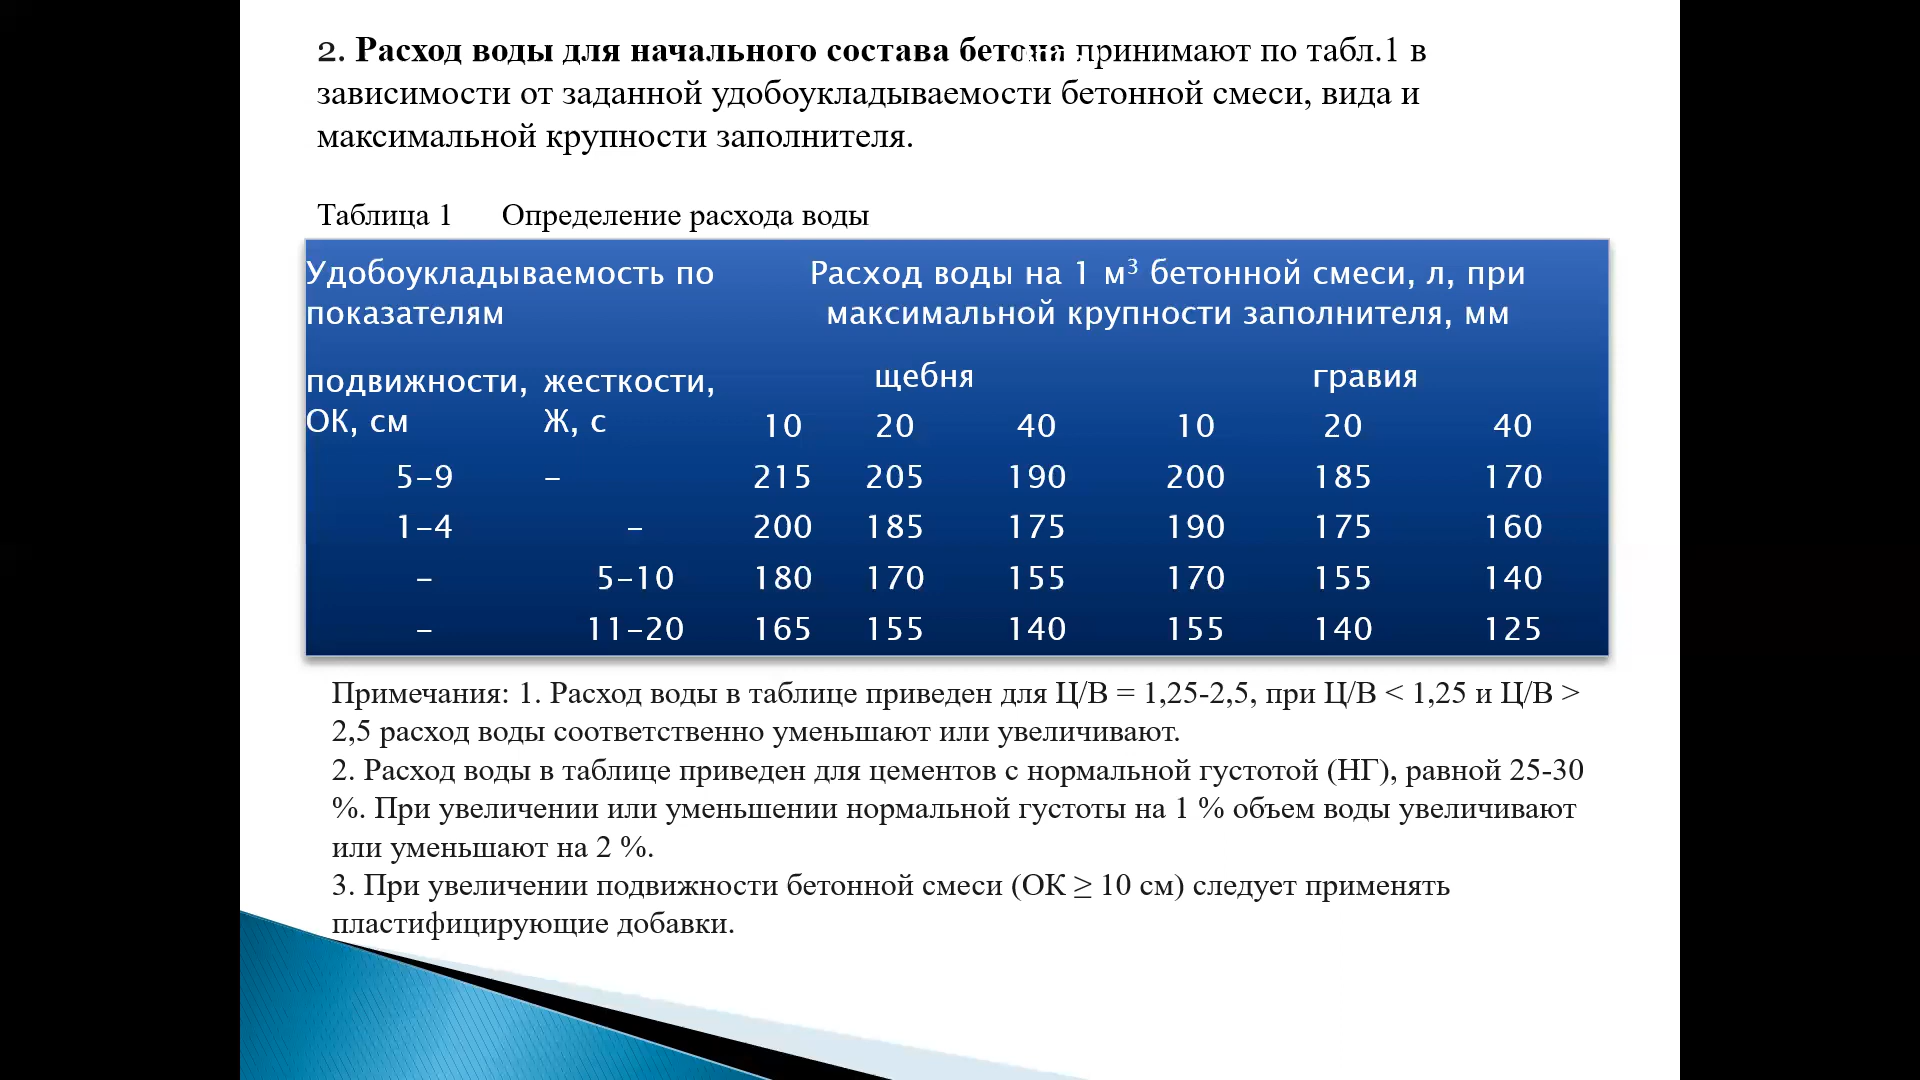 2. Расход воды для начального состава бетона принимают по табл.1 в
зависимости от заданной удобоукладываемости бетонной смеси, вида и
максимальной крупности заполнителя.
Таблица 1 Определение расхода воды
Удобоукладываемость по показателям
Расход воды на 1 м³ бетонной смеси, л, при
максимальной крупности заполнителя, мм
подвижности, ОК, см
жесткости, Ж, с
щебня гравия
10 20 40 10 20 40
5–9 – 215 205 190 200 185 170
1–4 – 200 185 175 190 175 160
– 5–10 180 170 155 170 155 140
– 11–20 165 155 140 155 140 125
Примечания: 1. Расход воды в таблице приведен для Ц/В = 1,25-2,5, при Ц/В < 1,25 и Ц/В >
2,5 расход воды соответственно уменьшают или увеличивают.
2. Расход воды в таблице приведен для цементов с нормальной густотой (НГ), равной 25-30
%. При увеличении или уменьшении нормальной густоты на 1 % объем воды увеличивают
или уменьшают на 2 %.
3. При увеличении подвижности бетонной смеси (ОК ≥ 10 см) следует применять
пластифицирующие добавки.